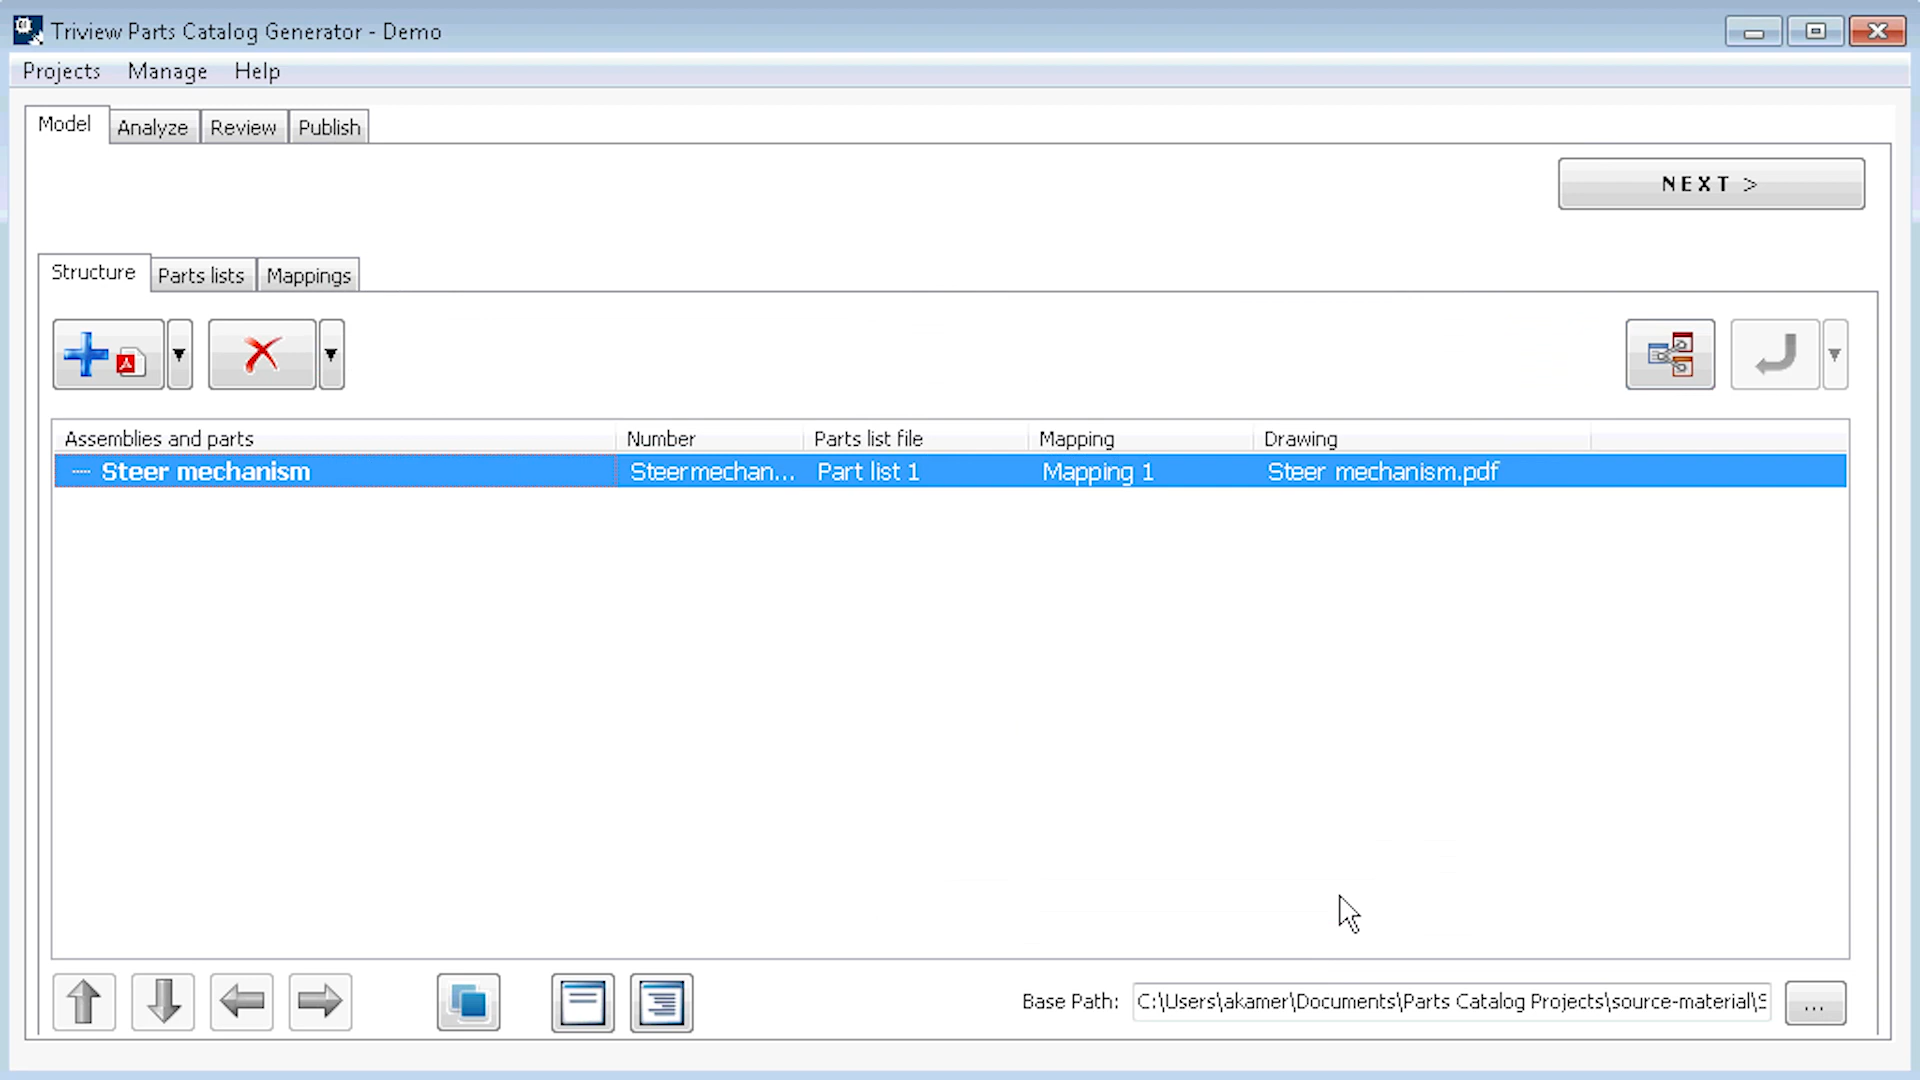 Triview Parts Catalog Generator - Demo
Projects Manage Help
Model Analyze Review Publish
NEXT >
Structure Parts lists Mappings
Assemblies and parts Number Parts list file Mapping Drawing
Steer mechanism Steermechan... Part list 1 Mapping 1 Steer mechanism.pdf
Base Path: C:\Users\akamer\Documents\Parts Catalog Projects\source-material\S ...